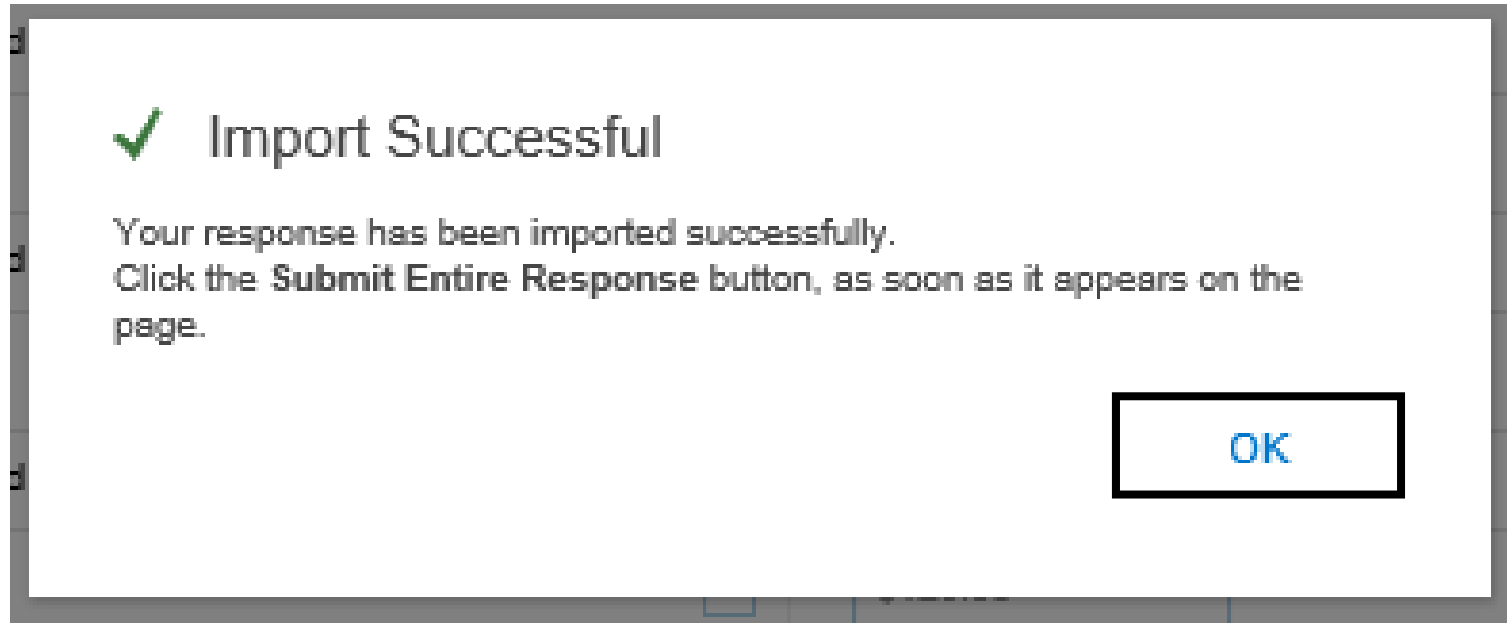 Import Successful
Your response has been imported successfully.
Click the Submit Entire Response button, as soon as it appears on the
page.
OK